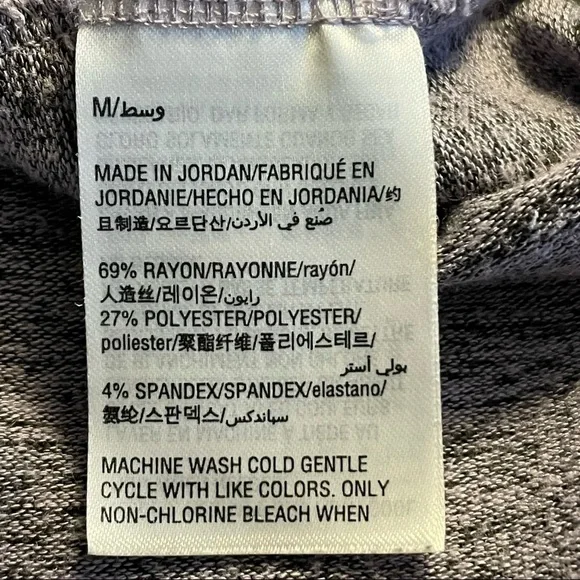 M/وسط
MADE IN JORDAN/FABRIQUÉ EN
JORDANIE/HECHO EN JORDANIA/约
旦制造/요르단산/صُنع في الأردن
69% RAYON/RAYONNE/rayón/
人造丝/레이온/رايون
27% POLYESTER/POLYESTER/
poliester/聚酯纤维/폴리에스테르/
بولي أستر
4% SPANDEX/SPANDEX/elastano/
氨纶/스판덱스/سباندكس
MACHINE WASH COLD GENTLE
CYCLE WITH LIKE COLORS. ONLY
NON-CHLORINE BLEACH WHEN